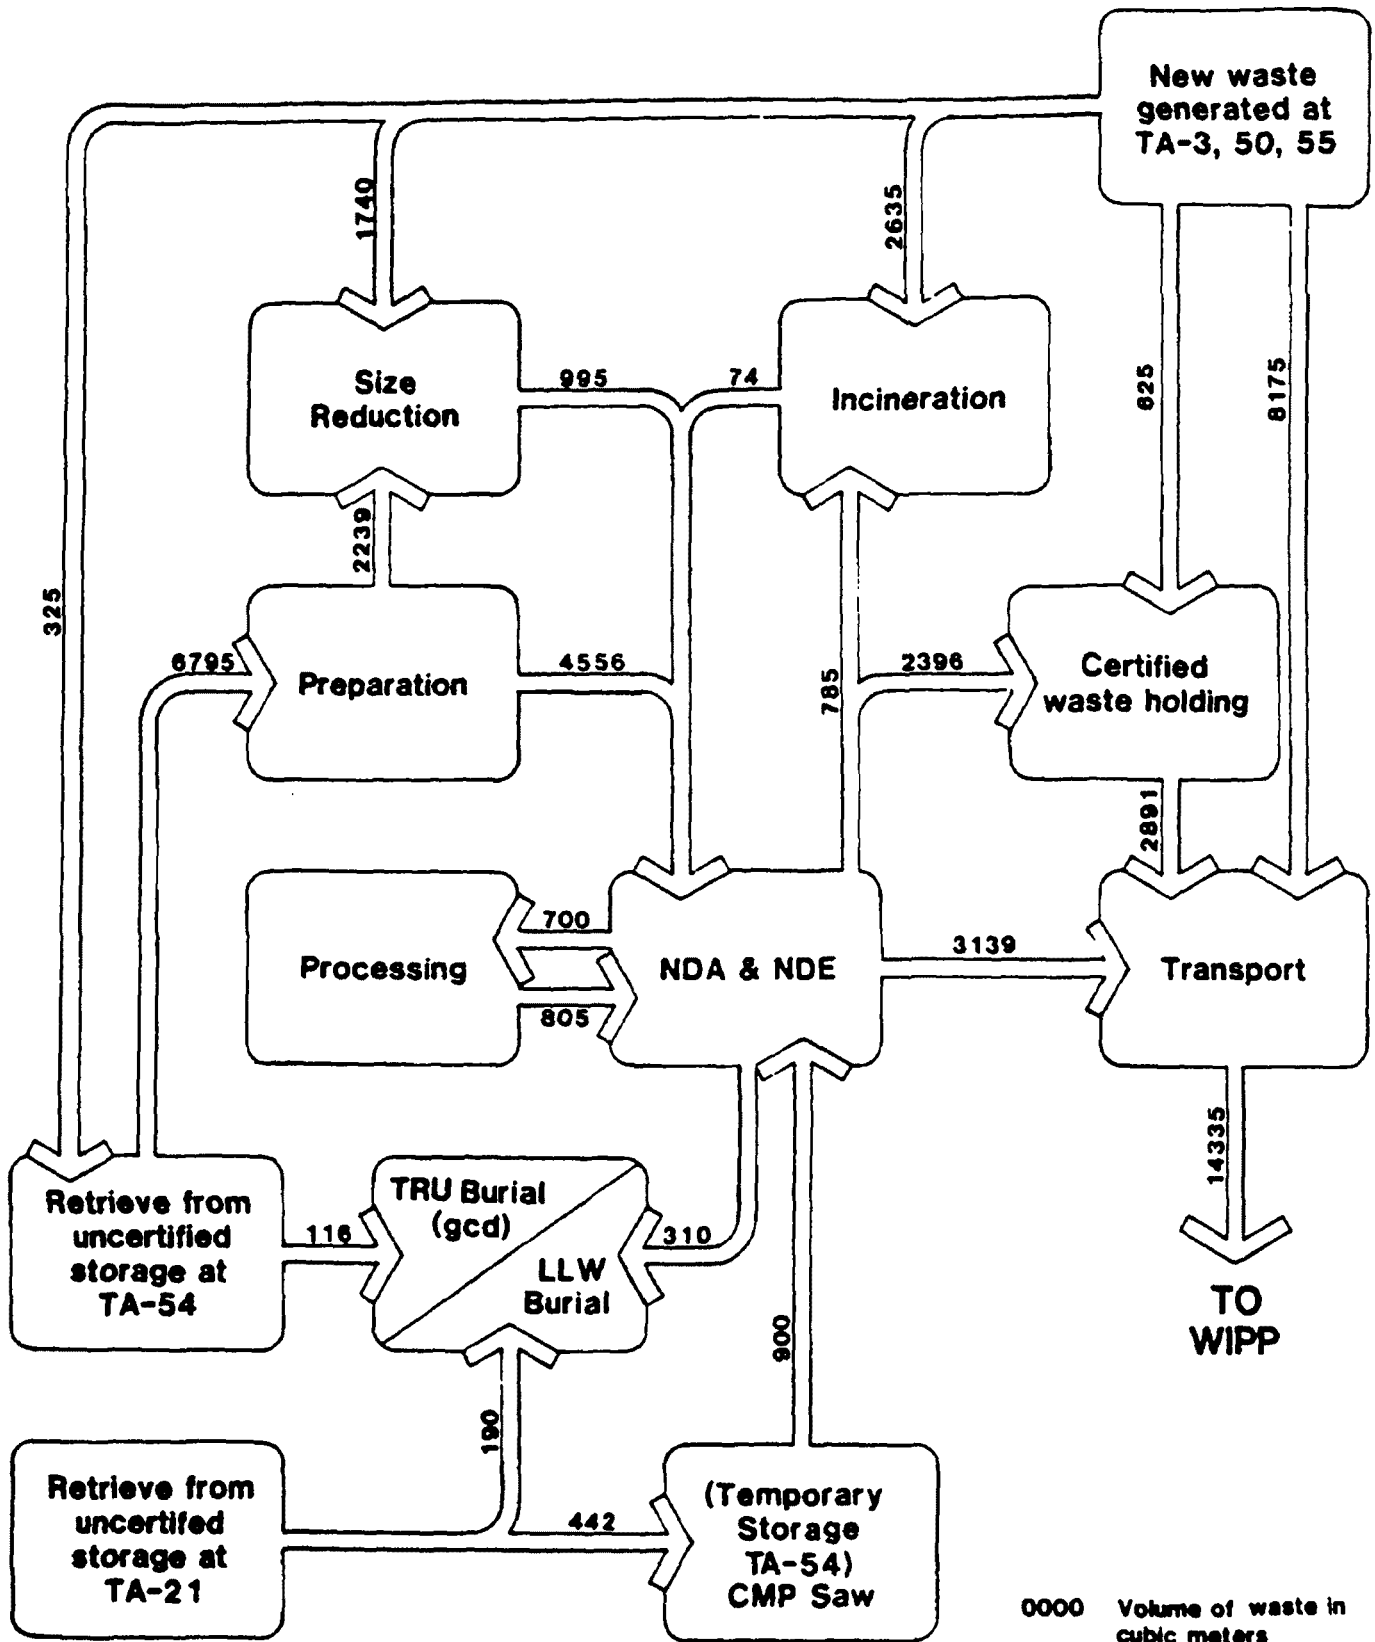 New waste
generated at
TA-3, 50, 55
1740
2635
625
8175
325
Size
Reduction
995
74
Incineration
2239
6795
Preparation
4556
785
2396
Certified
waste holding
2891
Processing
700
805
NDA & NDE
3139
Transport
14335
TO
WIPP
Retrieve from
uncertified
storage at
TA-54
116
TRU Burial
(gcd)
LLW
Burial
310
900
190
Retrieve from
uncertifed
storage at
TA-21
442
(Temporary
Storage
TA-54)
CMP Saw
0000 Volume of waste in
cubic meters